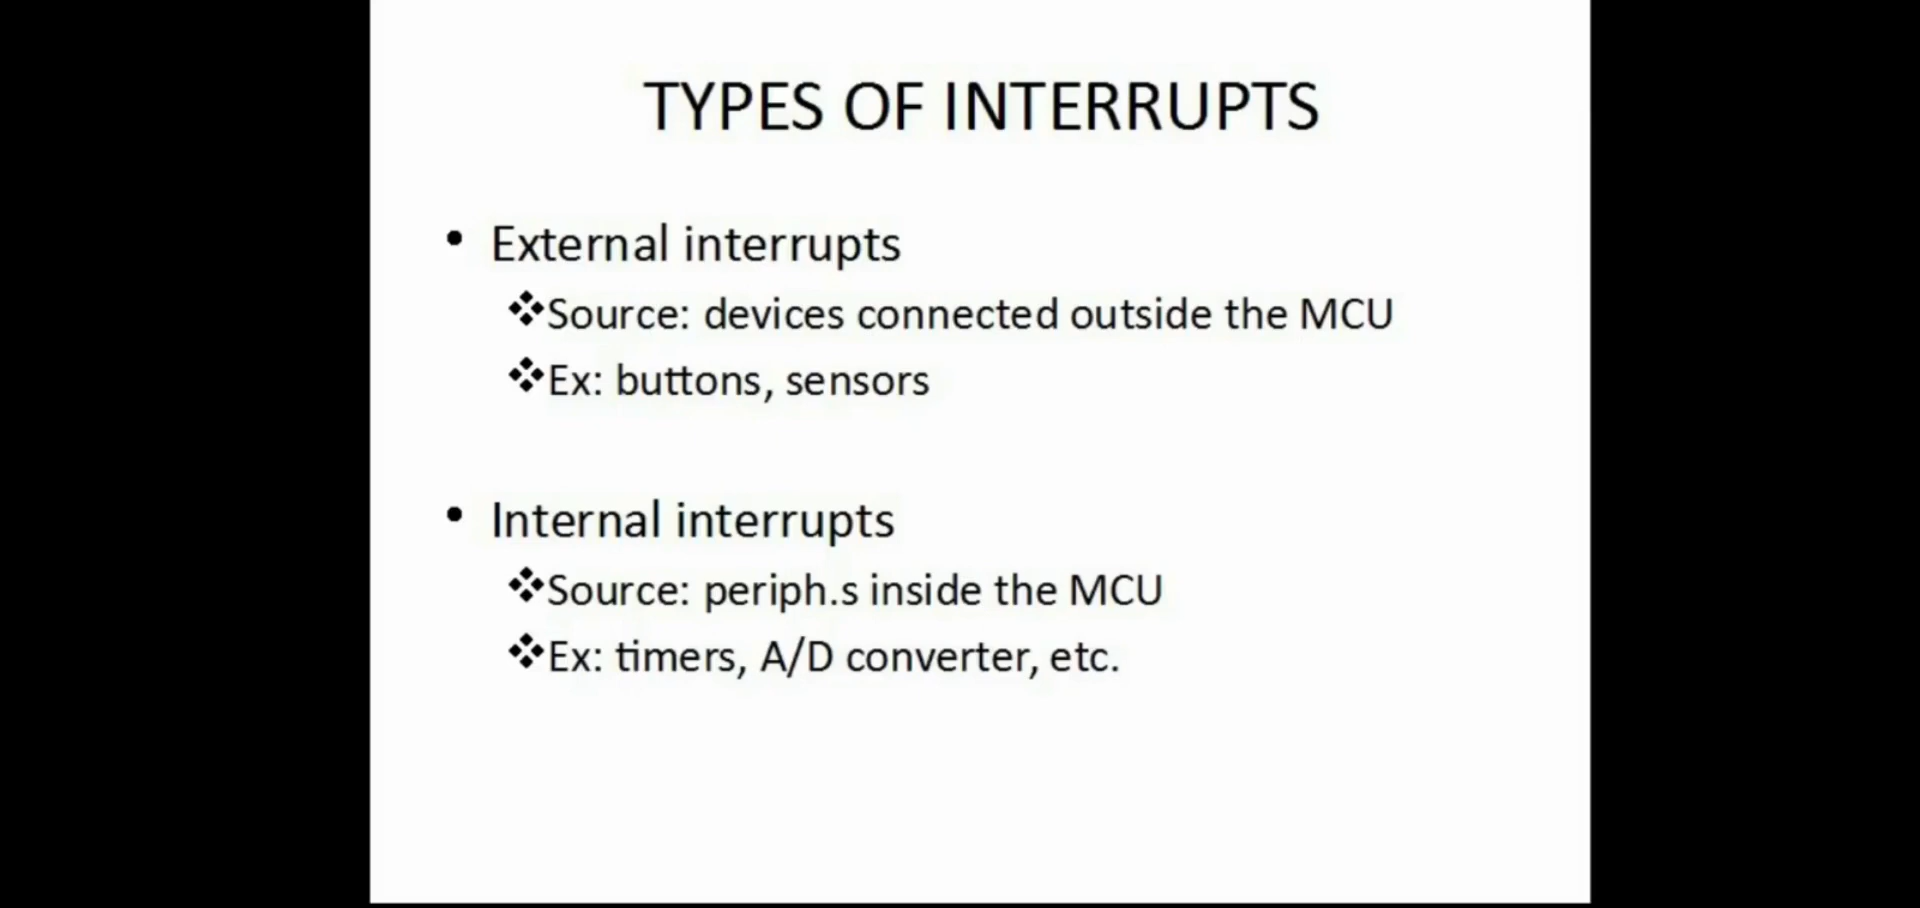 TYPES OF INTERRUPTS
• External interrupts
❖Source: devices connected outside the MCU
❖Ex: buttons, sensors
• Internal interrupts
❖Source: periph.s inside the MCU
❖Ex: timers, A/D converter, etc.